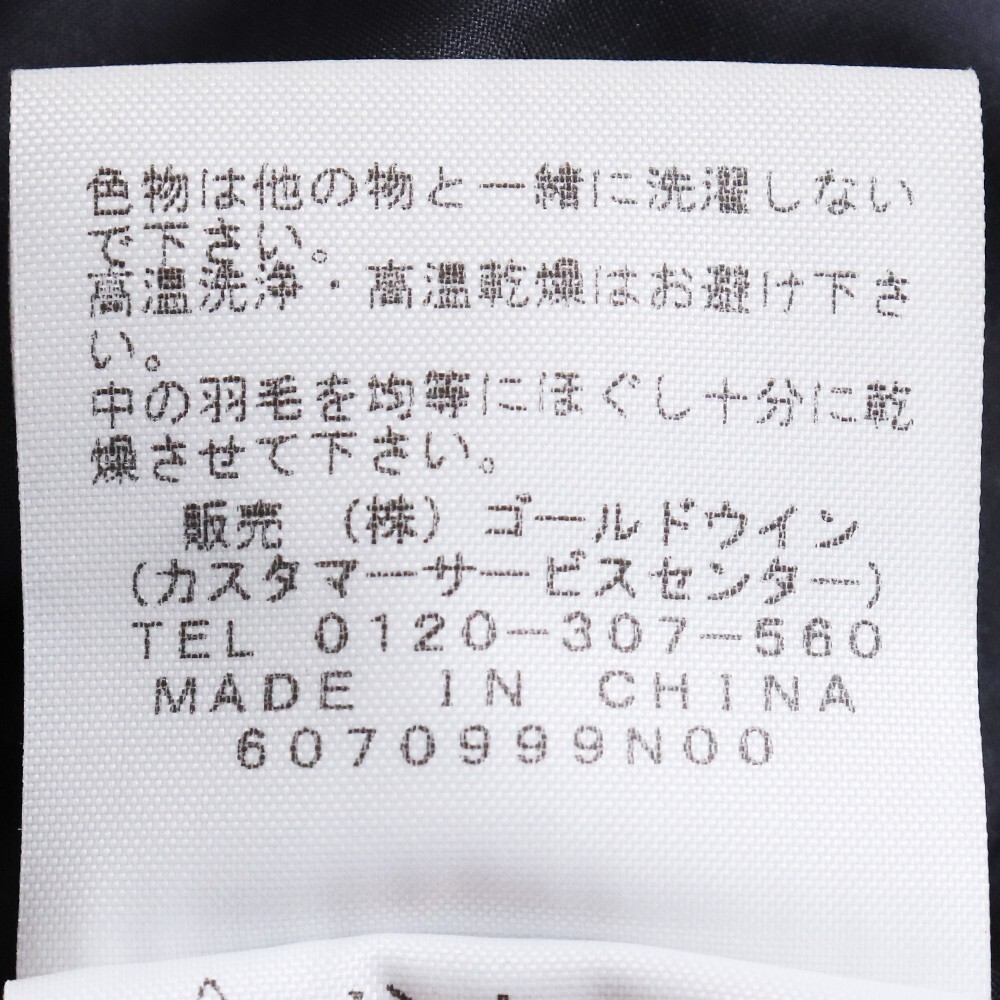 色物は他の物と一緒に洗濯しない
で下さい。
高温洗浄・高温乾燥はお避け下さ
い。
中の羽毛を均等にほぐし十分に乾
燥させて下さい。
販売 (株) ゴールドウイン
(カスタマーサービスセンター)
TEL 0120-307-560
MADE IN CHINA
6070999N00